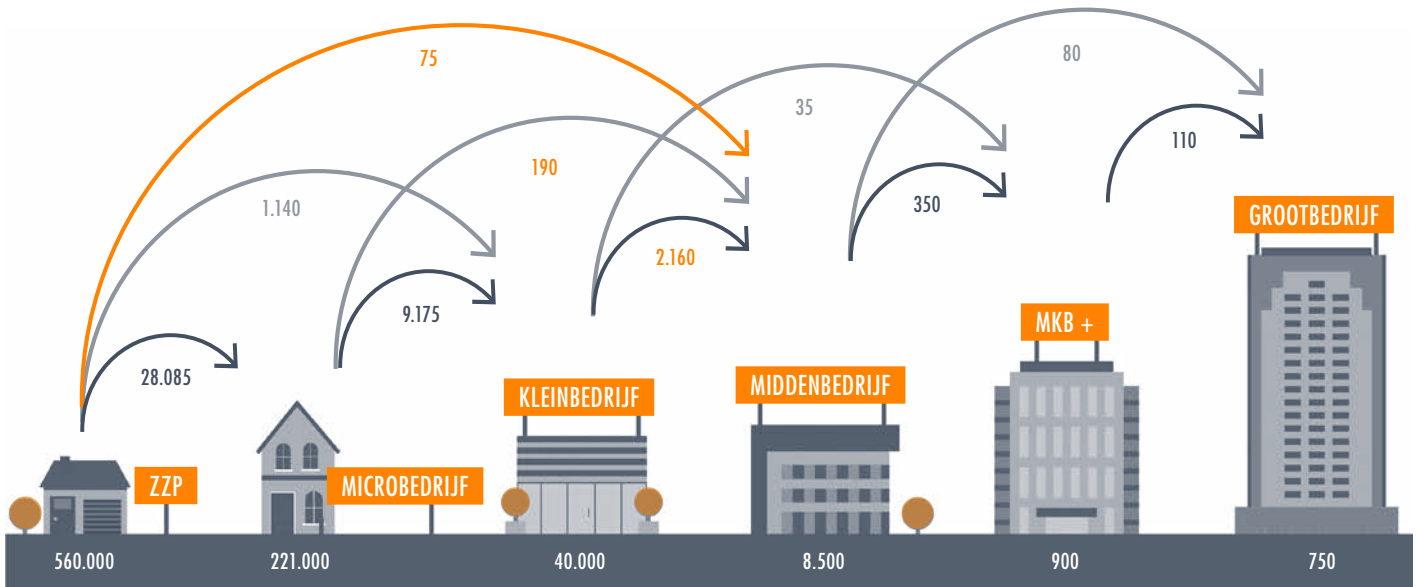 75
80
35
110
190
1.140
350
GROOTBEDRIJF
2.160
9.175
MKB +
28.085
KLEINBEDRIJF
MIDDENBEDRIJF
ZZP
MICROBEDRIJF
560.000
221.000
40.000
8.500
900
750